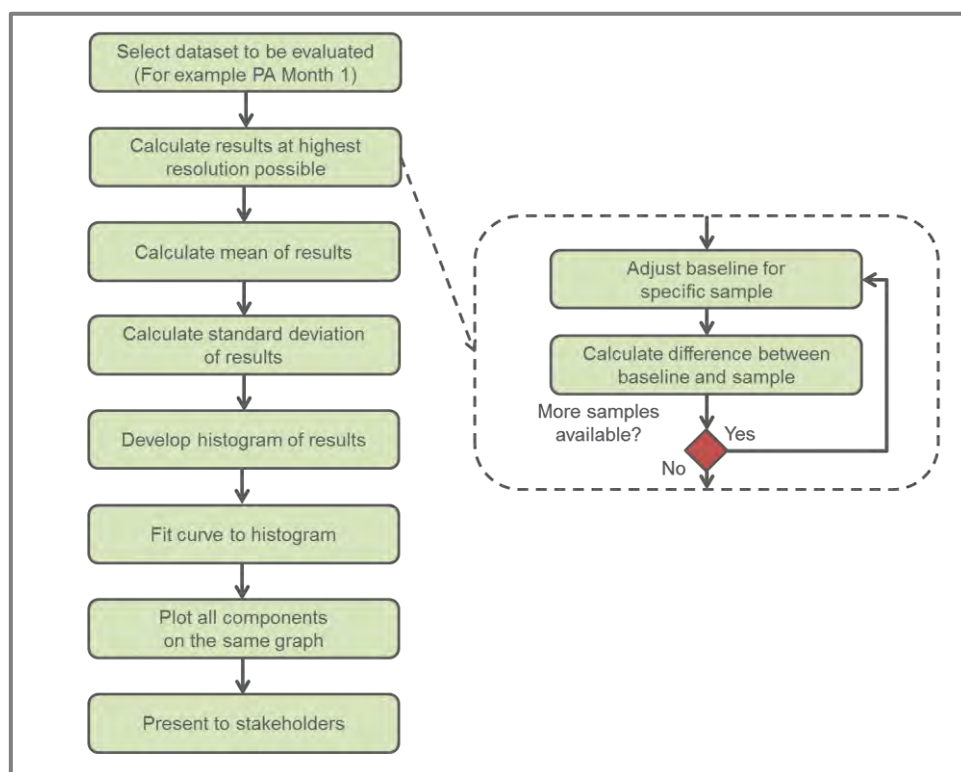 Select dataset to be evaluated
(For example PA Month 1)
Calculate results at highest
resolution possible
Calculate mean of results
Calculate standard deviation
of results
Develop histogram of results
Fit curve to histogram
Plot all components
on the same graph
Present to stakeholders
Adjust baseline for
specific sample
Calculate difference between
baseline and sample
More samples
available?
Yes
No